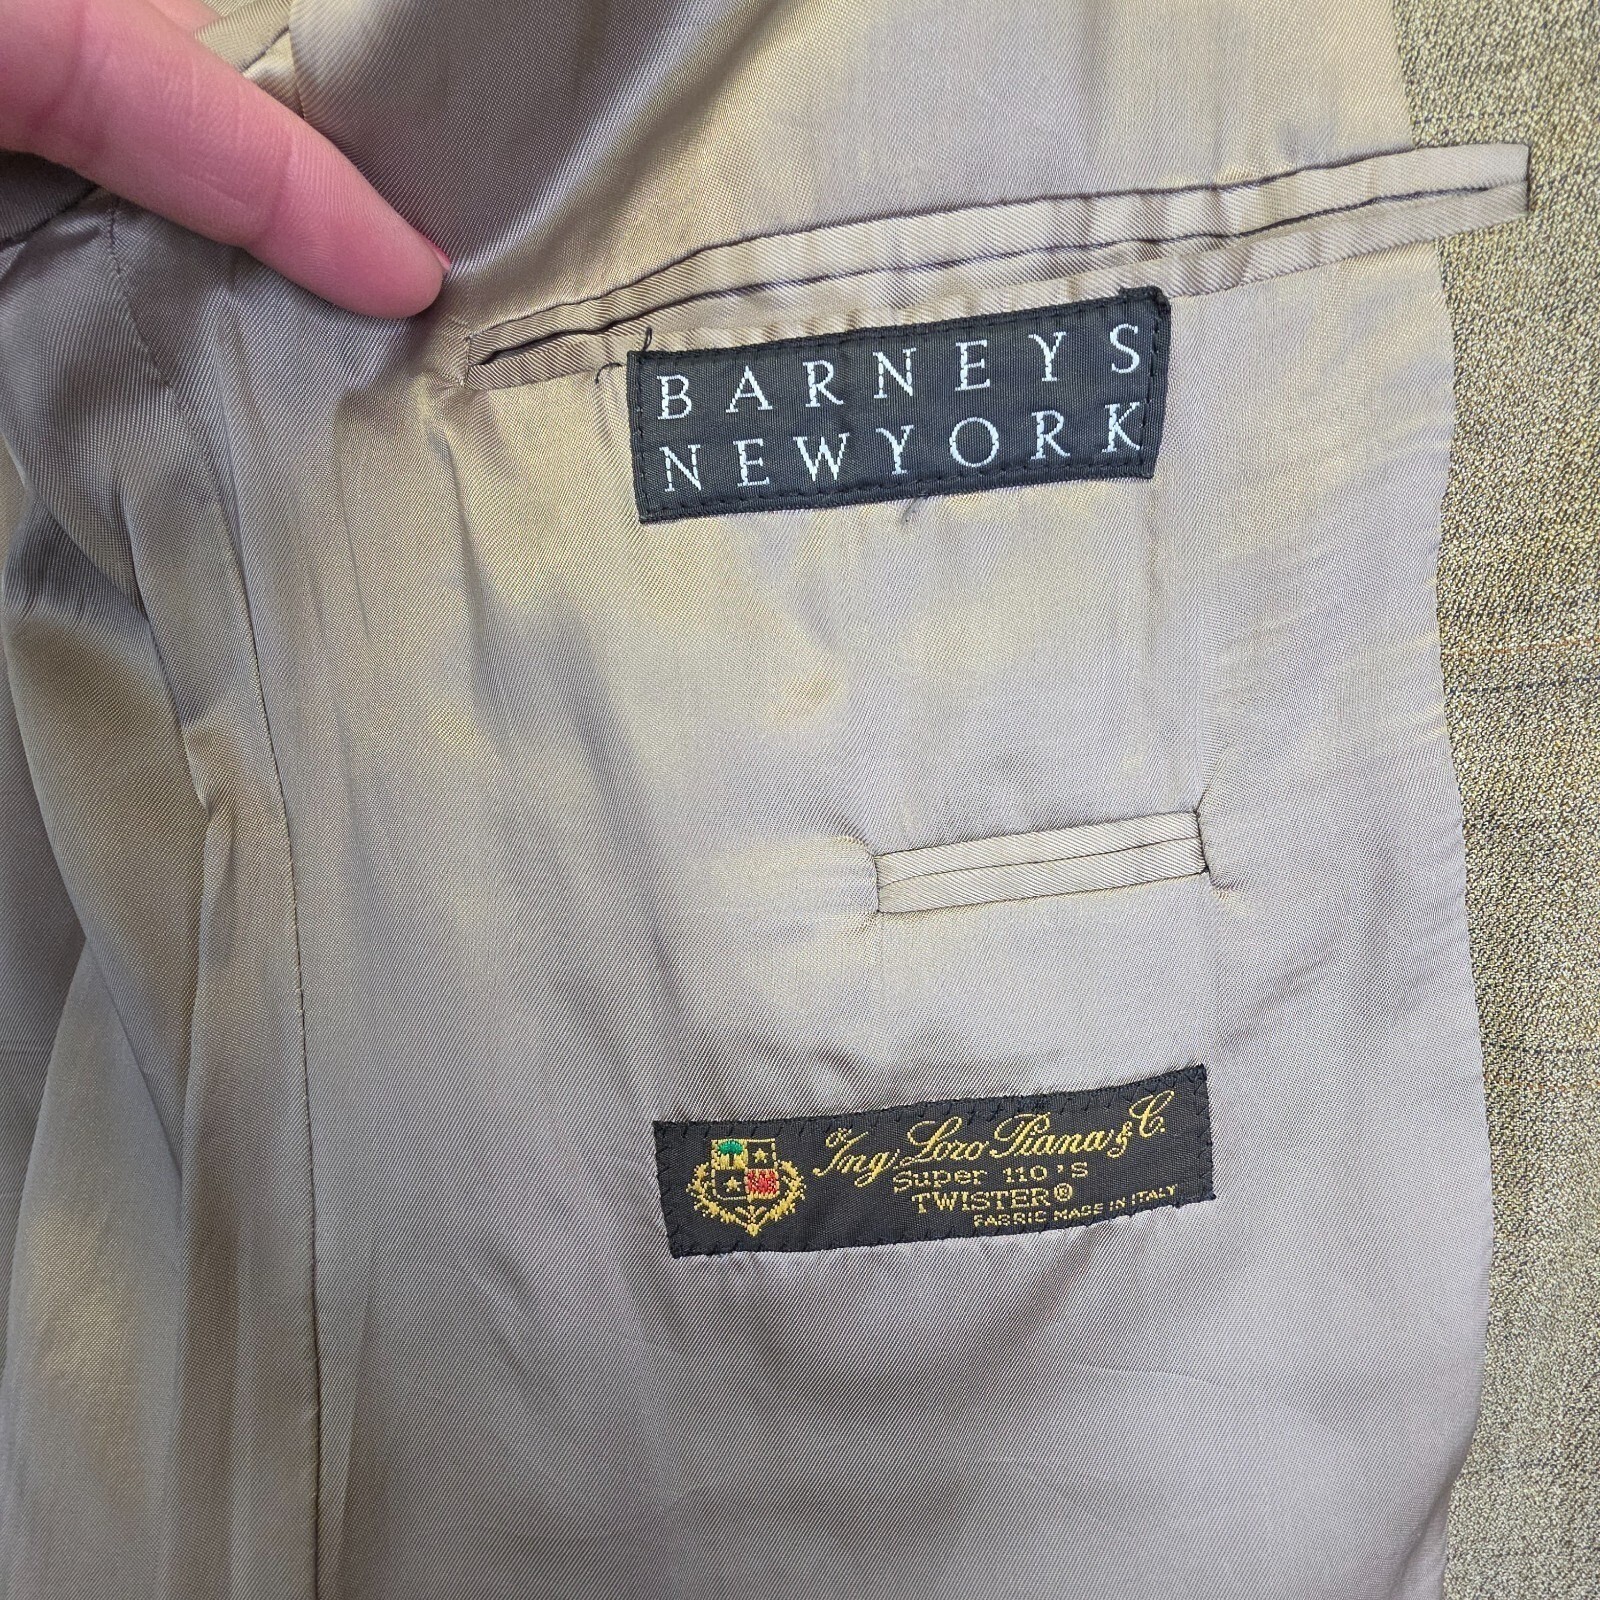 BARNEYS
NEWYORK
Ing. Loro Piana & C.
Super 110's
TWISTER®
FABRIC MADE IN ITALY